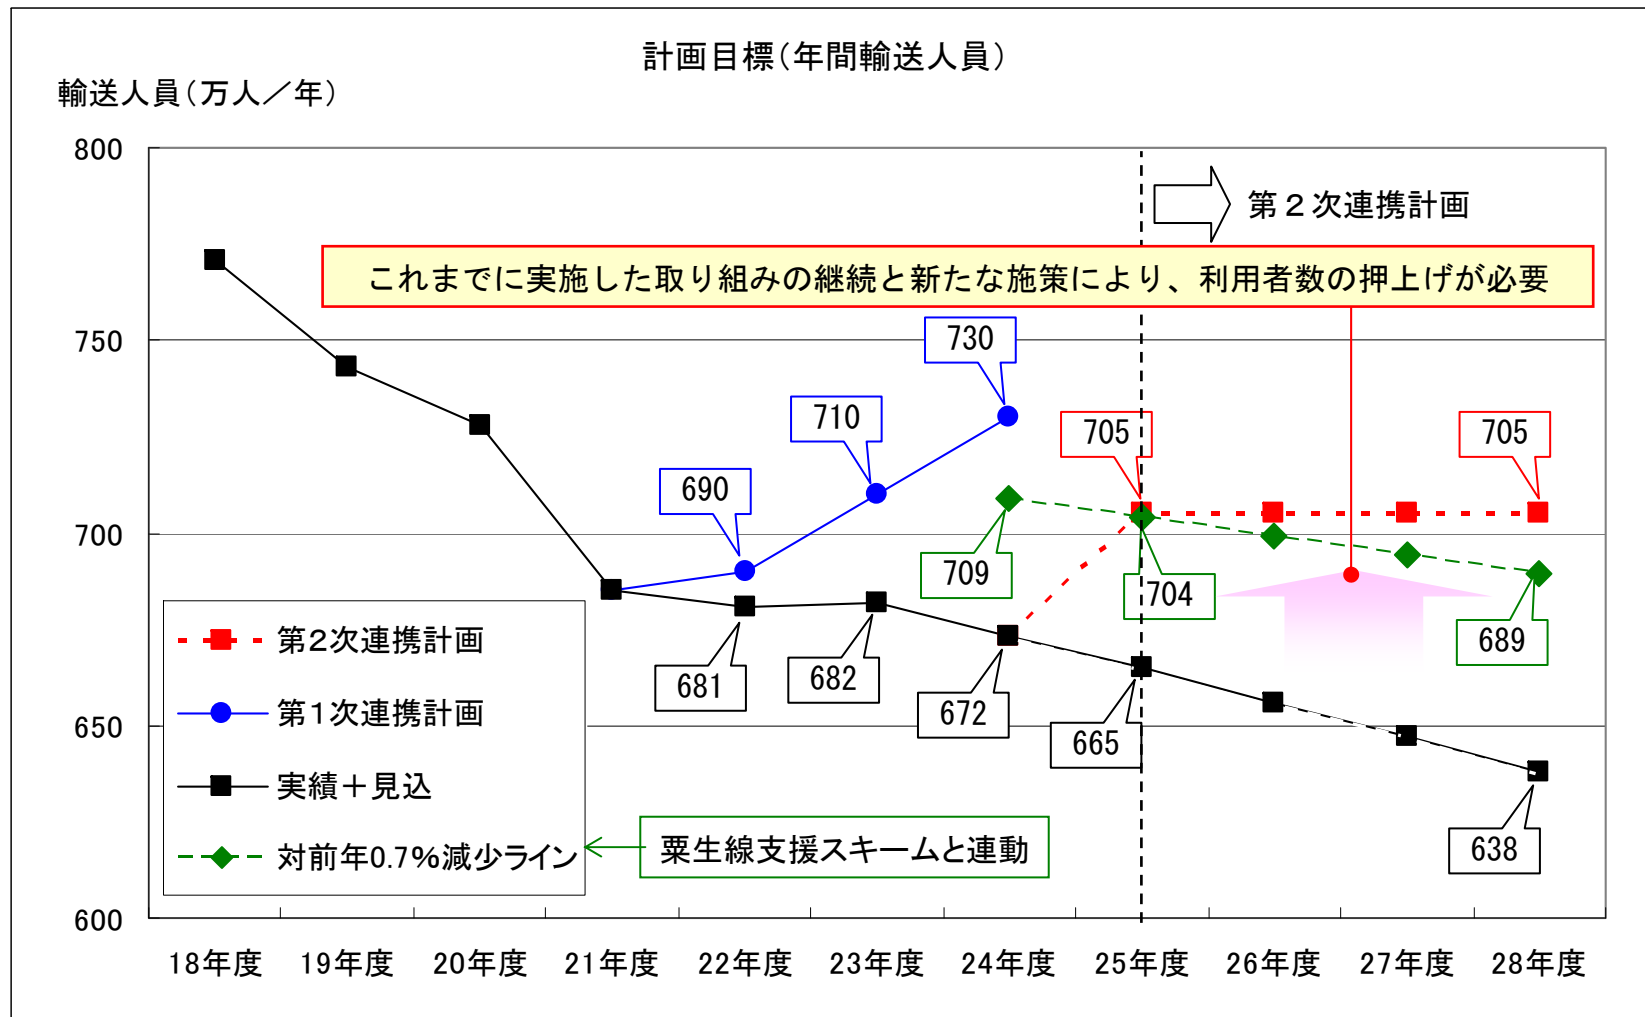 計画目標（年間輸送人員）
輸送人員（万人／年）
800
750
700
650
600
第２次連携計画
これまでに実施した取り組みの継続と新たな施策により、利用者数の押上げが必要
730
710
690
705
705
709
704
689
681
682
672
665
638
第2次連携計画
第1次連携計画
実績＋見込
対前年0.7%減少ライン
粟生線支援スキームと連動
18年度 19年度 20年度 21年度 22年度 23年度 24年度 25年度 26年度 27年度 28年度